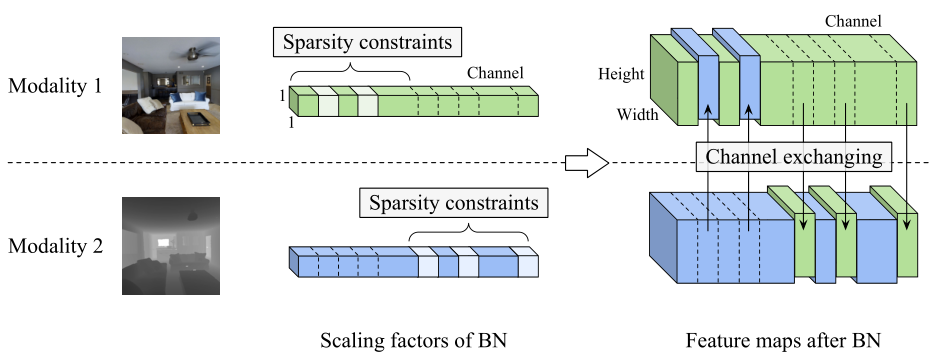 Channel
Sparsity constraints
Modality 1
Channel
Height
1
1
Width
Channel exchanging
Sparsity constraints
Modality 2
Scaling factors of BN
Feature maps after BN